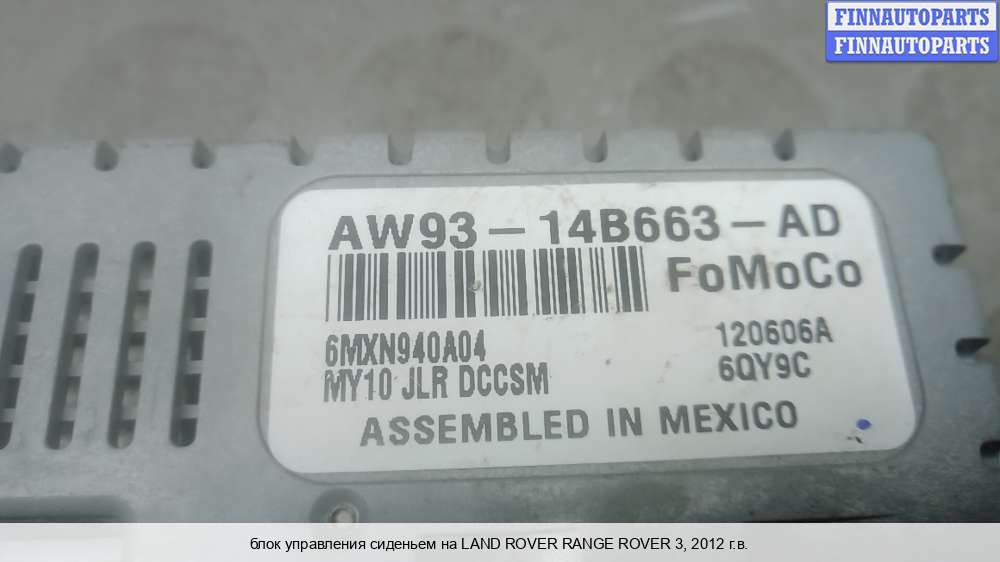 FINNAUTOPARTS
FINNAUTOPARTS
AW93-14B663-AD
FoMoCo
6MXN940A04
120606A
MY10 JLR DCCSM
6QY9C
ASSEMBLED IN MEXICO
блок управления сиденьем на LAND ROVER RANGE ROVER 3, 2012 г.в.